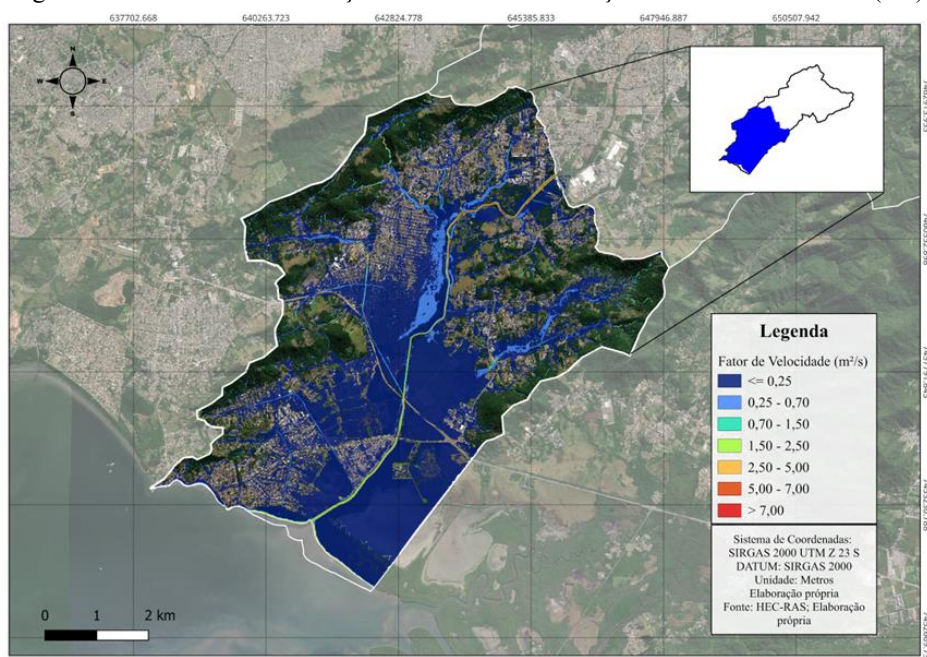 637702.668 640263.723 642824.778 645385.833 647946.887 650507.942
N
W E
S
Legenda
Fator de Velocidade (m²/s)
<= 0,25
0,25 - 0,70
0,70 - 1,50
1,50 - 2,50
2,50 - 5,00
5,00 - 7,00
> 7,00
Sistema de Coordenadas:
SIRGAS 2000 UTM Z 23 S
DATUM: SIRGAS 2000
Unidade: Metros
Elaboração própria
Fonte: HEC-RAS; Elaboração
própria
0 1 2 km